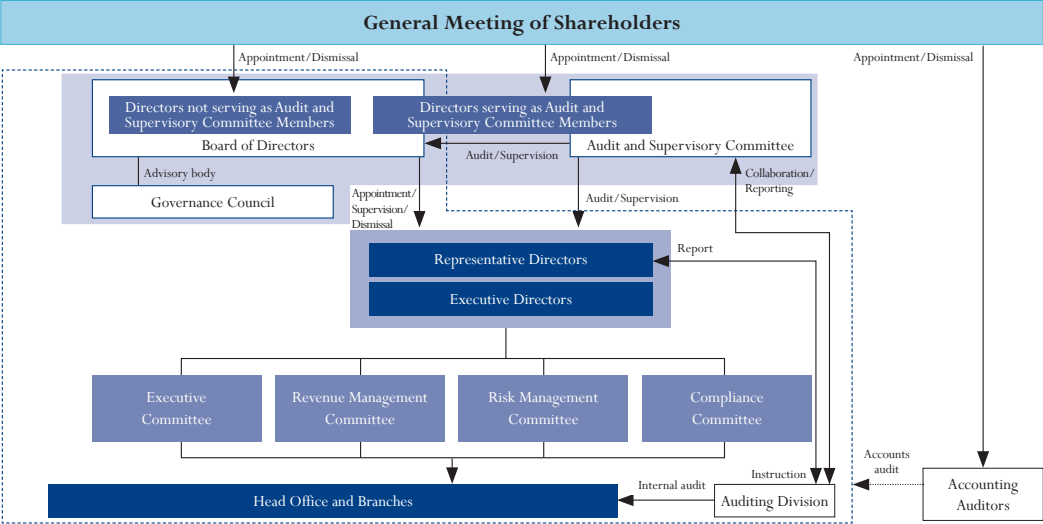 General Meeting of Shareholders
Appointment/Dismissal
Appointment/Dismissal
Appointment/Dismissal
Directors not serving as Audit and
Supervisory Committee Members
Directors serving as Audit and
Supervisory Committee Members
Board of Directors
Audit and Supervisory Committee
Audit/Supervision
Advisory body
Collaboration/
Reporting
Governance Council
Appointment/
Supervision/
Dismissal
Audit/Supervision
Representative Directors
Report
Executive Directors
Executive
Committee
Revenue Management
Committee
Risk Management
Committee
Compliance
Committee
Accounts
audit
Instruction
Internal audit
Head Office and Branches
Auditing Division
Accounting
Auditors